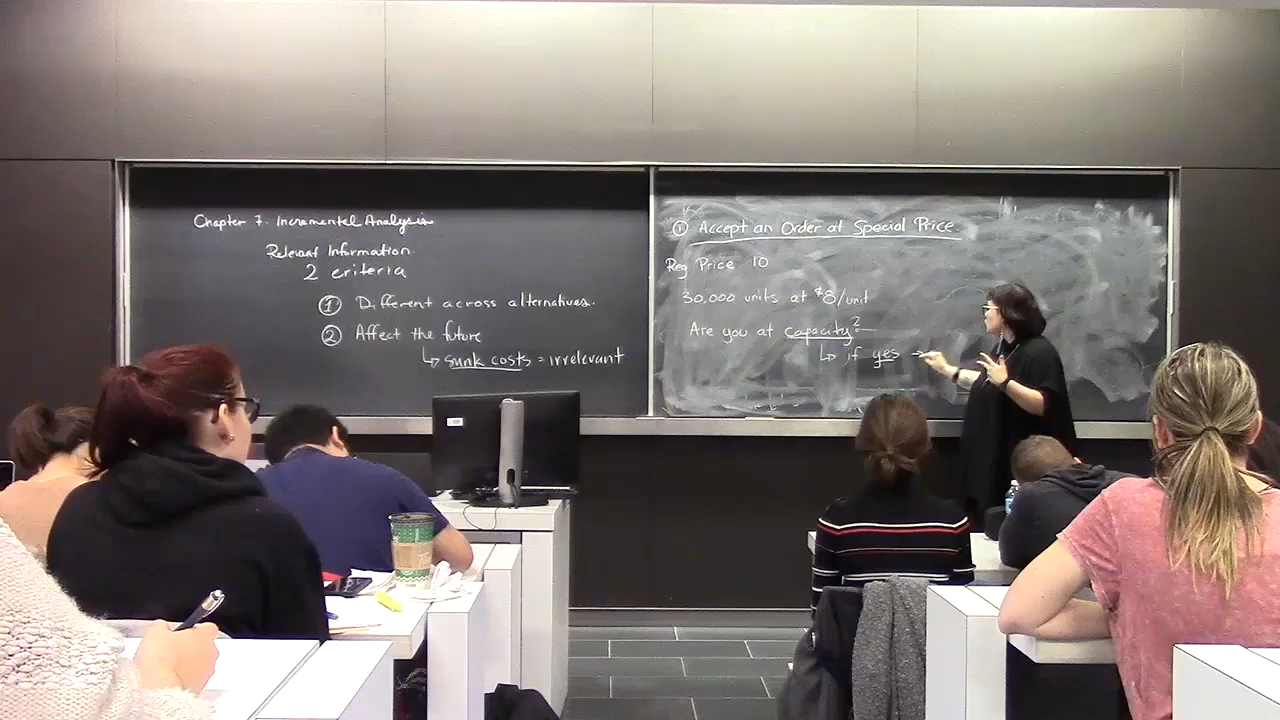 Chapter 7. Incremental Analysis
Relevant Information.
2 criteria
① Different across alternatives.
② Affect the future
↳ sunk costs = irrelevant
① Accept an Order at Special Price
Reg Price 10
30,000 units at $8/unit
Are you at capacity?
↳ if yes →